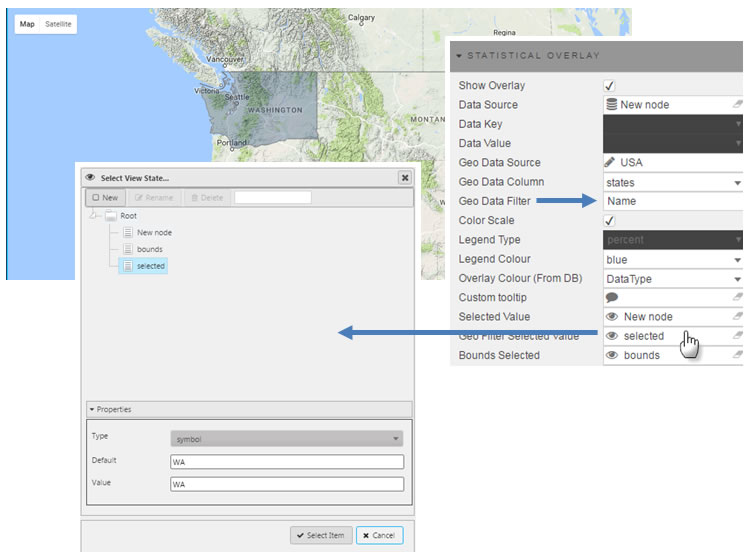 Map Satellite
Calgary
Regina
Vancouver
Victoria
Seattle
WASHINGTON
MONTAN
Portland
STATISTICAL OVERLAY
Show Overlay
Data Source New node
Data Key
Data Value
Geo Data Source USA
Geo Data Column states
Geo Data Filter Name
Color Scale
Legend Type percent
Legend Colour blue
Overlay Colour (From DB) DataType
Custom tooltip
Selected Value New node
Geo Filter Selected Value selected
Bounds Selected bounds
Select View State...
New Rename Delete
Root
New node
bounds
selected
Properties
Type symbol
Default WA
Value WA
Select Item Cancel